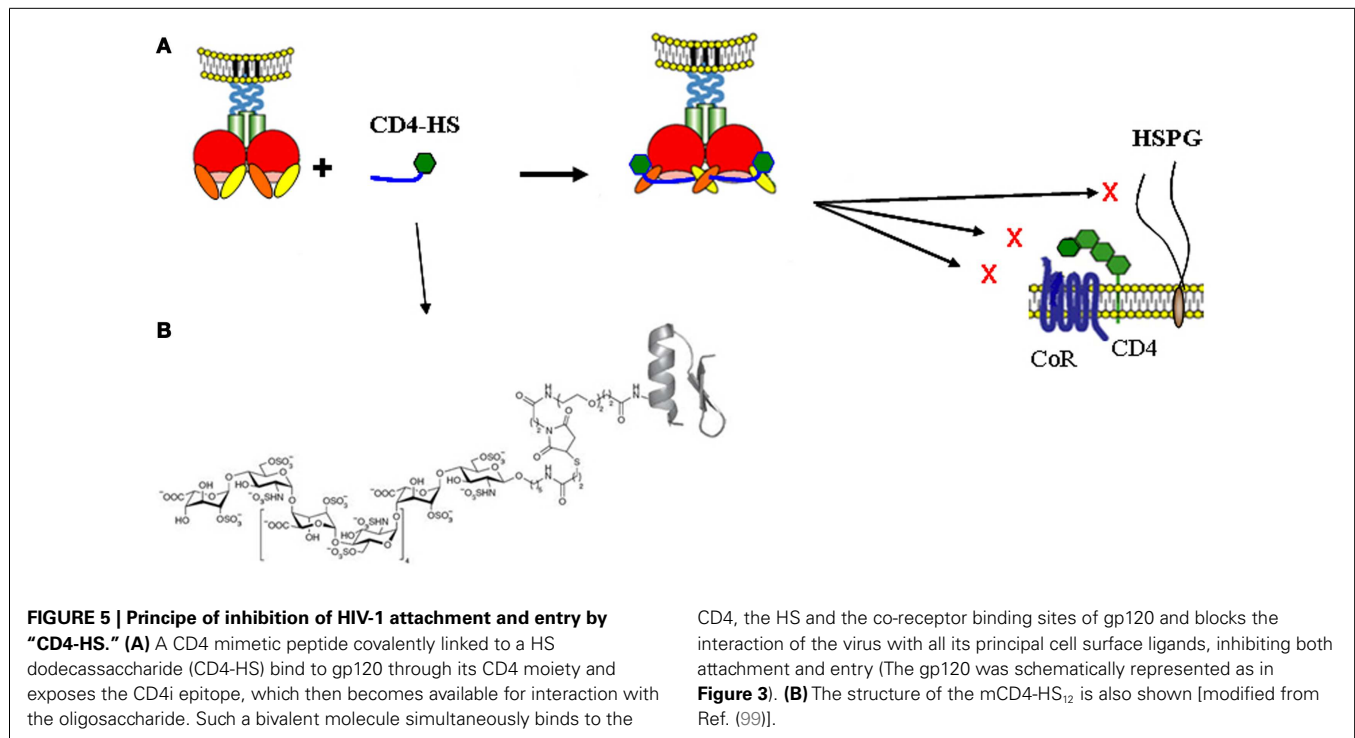 A
CD4-HS
+
HSPG
X
X
X
CoR
CD4
B
FIGURE 5 | Principe of inhibition of HIV-1 attachment and entry by
“CD4-HS.” (A) A CD4 mimetic peptide covalently linked to a HS
dodecassaccharide (CD4-HS) bind to gp120 through its CD4 moiety and
exposes the CD4i epitope, which then becomes available for interaction with
the oligosaccharide. Such a bivalent molecule simultaneously binds to the
CD4, the HS and the co-receptor binding sites of gp120 and blocks the
interaction of the virus with all its principal cell surface ligands, inhibiting both
attachment and entry (The gp120 was schematically represented as in
Figure 3). (B) The structure of the mCD4-HS₁₂ is also shown [modified from
Ref. (99)].